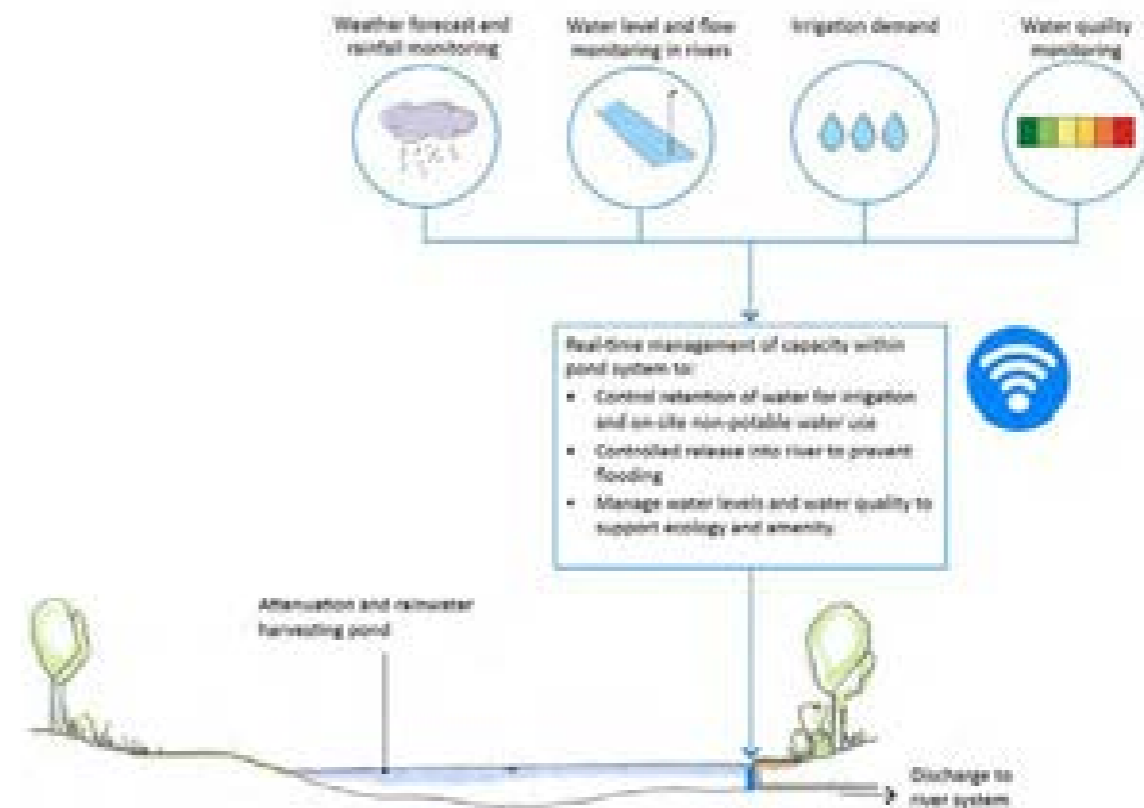 Weather forecast and
rainfall monitoring
Water level and flow
monitoring in rivers
Irrigation demand
Water quality
monitoring
Real-time management of capacity within
pond system to:
• Control retention of water for irrigation
and on-site non-potable water use
• Controlled release into river to prevent
flooding
• Manage water levels and water quality to
support ecology and amenity
Attenuation and rainwater
harvesting pond
Discharge to
river system